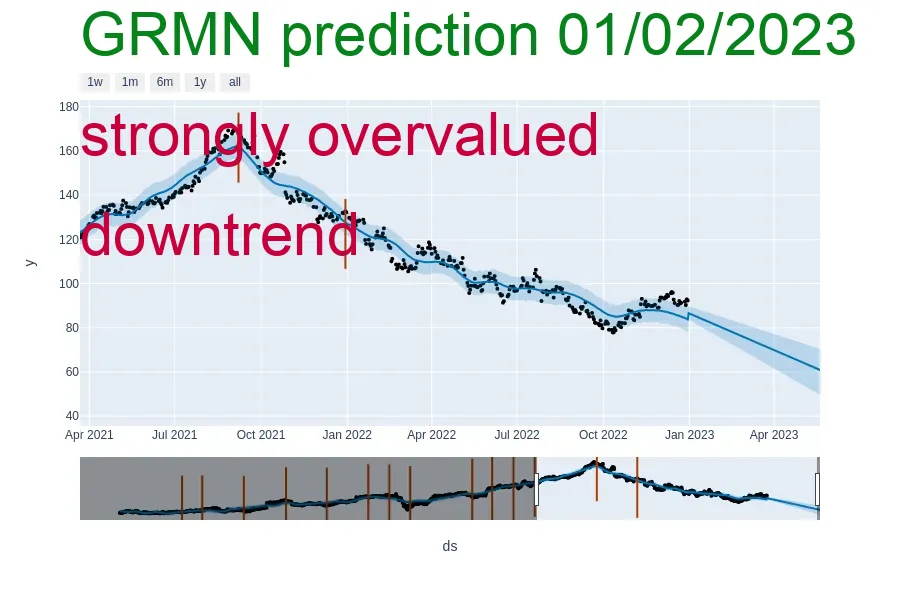 GRMN prediction 01/02/2023
1w 1m 6m 1y all
180
strongly overvalued
160
140
downtrend
120
y
100
80
60
40
Apr 2021 Jul 2021 Oct 2021 Jan 2022 Apr 2022 Jul 2022 Oct 2022 Jan 2023 Apr 2023
ds